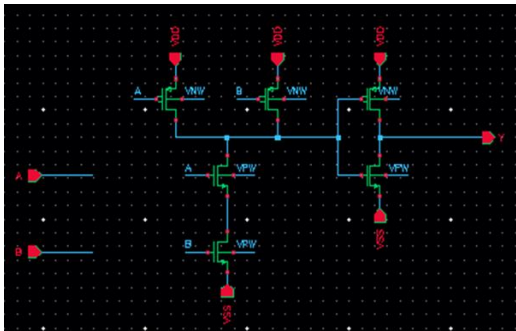 VDD VDD VDD
A VNW B VNW VNW
Y
A A VPW VPW
B B VPW
VSS
VSS